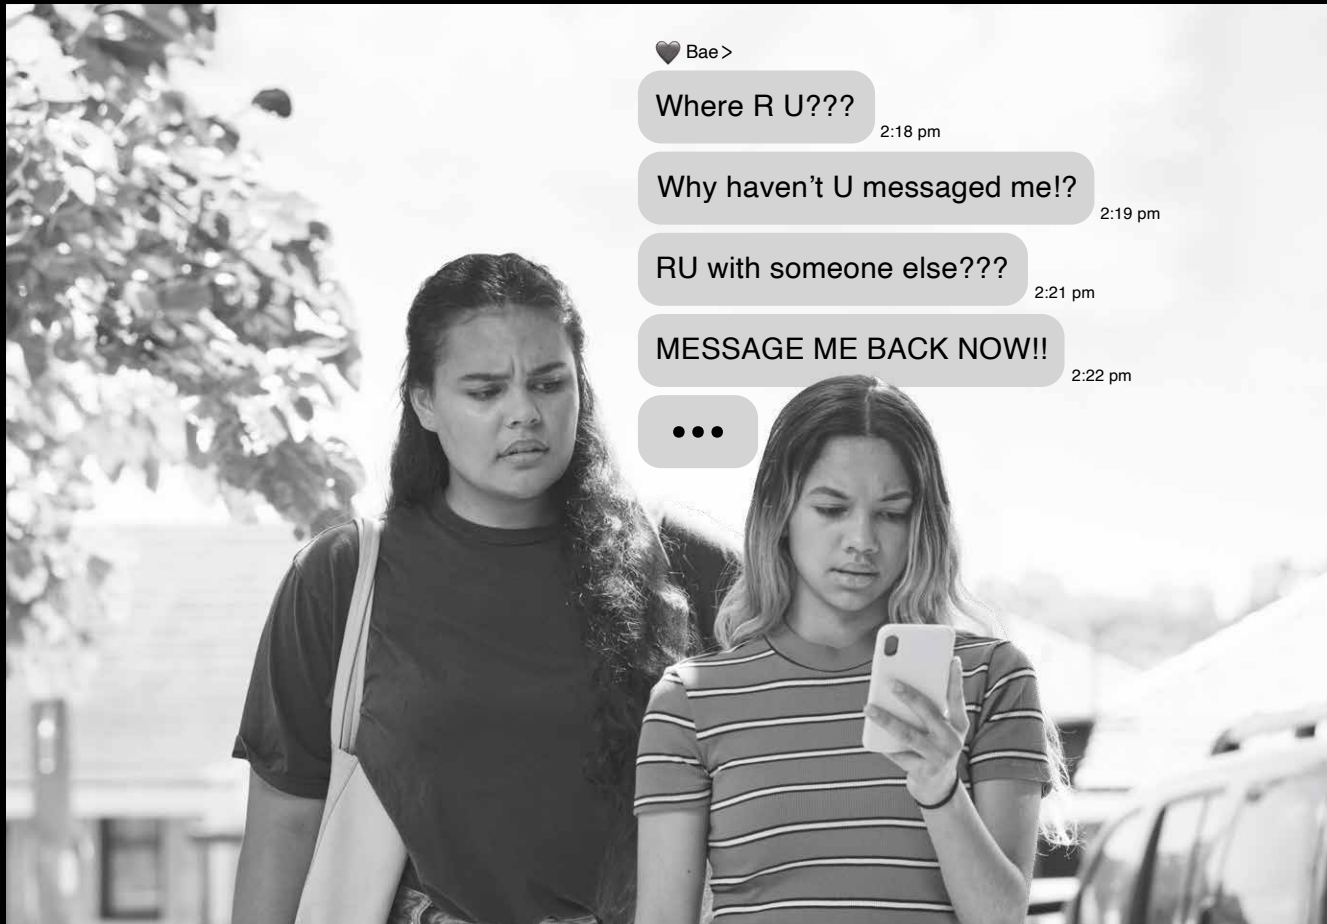 🖤 Bae>
Where R U???
2:18 pm
Why haven’t U messaged me!?
2:19 pm
RU with someone else???
2:21 pm
MESSAGE ME BACK NOW!!
2:22 pm
•••